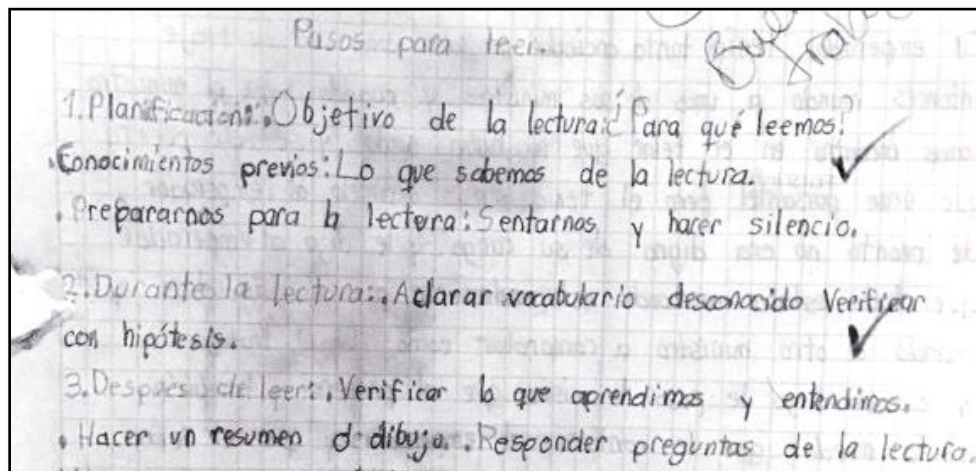 Pasos para leer.
Buen trabajo
1. Planificación: . Objetivo de la lectura: ¿Para qué leemos?
. Conocimientos previos: Lo que sabemos de la lectura.
. Prepararnos para la lectura: Sentarnos y hacer silencio.
2. Durante la lectura: . Aclarar vocabulario desconocido Verificar
con hipótesis.
3. Después de leer: . Verificar lo que aprendimos y entendimos.
. Hacer un resumen o dibujo. Responder preguntas de la lectura.